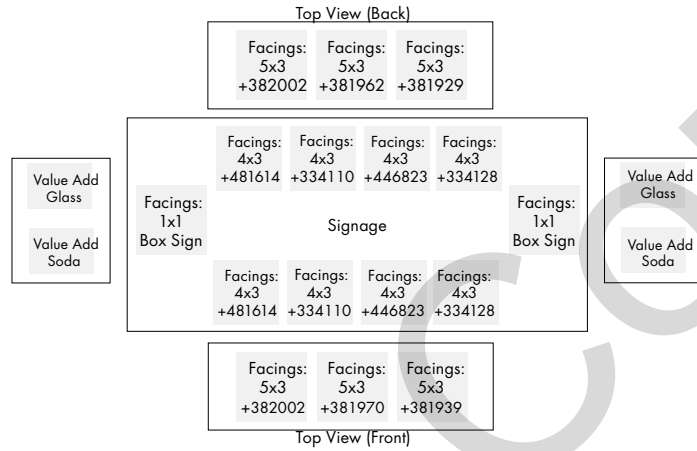 Top View (Back)
Facings: Facings: Facings:
5x3 5x3 5x3
+382002 +381962 +381929
Facings: Facings: Facings: Facings:
4x3 4x3 4x3 4x3
+481614 +334110 +446823 +334128
Value Add
Glass
Value Add
Soda
Facings:
1x1
Box Sign
Signage
Facings:
1x1
Box Sign
Value Add
Glass
Value Add
Soda
Facings: Facings: Facings: Facings:
4x3 4x3 4x3 4x3
+481614 +334110 +446823 +334128
Facings: Facings: Facings:
5x3 5x3 5x3
+382002 +381970 +381939
Top View (Front)